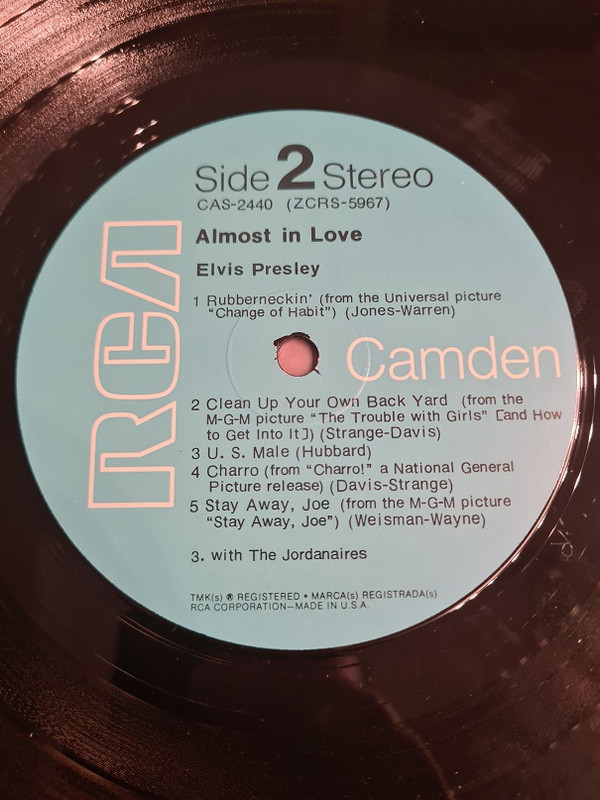 Side 2 Stereo
CAS-2440 (ZCRS-5967)
Almost in Love
Elvis Presley
1 Rubberneckin' (from the Universal picture
"Change of Habit") (Jones-Warren)
RCA
Camden
2 Clean Up Your Own Back Yard (from the
M-G-M picture "The Trouble with Girls" [and How
to Get Into It]) (Strange-Davis)
3 U. S. Male (Hubbard)
4 Charro (from "Charro!" a National General
Picture release) (Davis-Strange)
5 Stay Away, Joe (from the M-G-M picture
"Stay Away, Joe") (Weisman-Wayne)
3. with The Jordanaires
TMK(s) ® REGISTERED • MARCA(s) REGISTRADA(s)
RCA CORPORATION—MADE IN U.S.A.